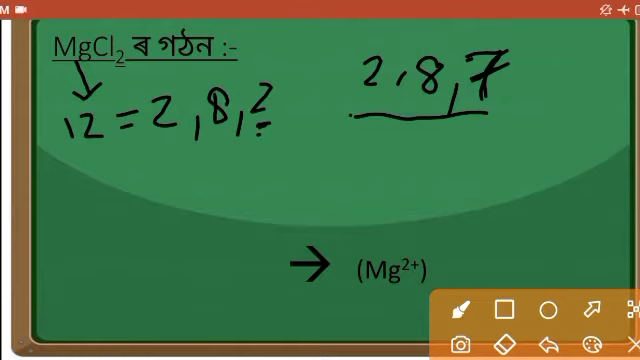 M
MgCl₂ ৰ গঠন :-
2, 8, 7
12 = 2, 8, 2
→ (Mg²⁺)